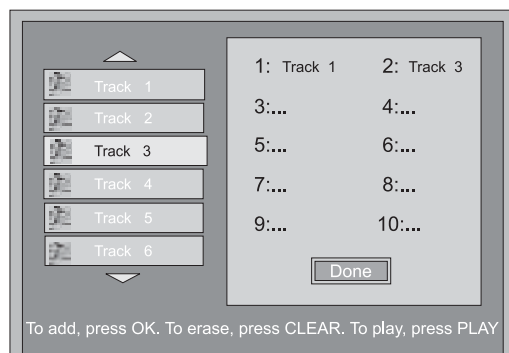 Track 1
Track 2
Track 3
Track 4
Track 5
Track 6
1: Track 1 2: Track 3
3:... 4:...
5:... 6:...
7:... 8:...
9:... 10:...
Done
To add, press OK. To erase, press CLEAR. To play, press PLAY